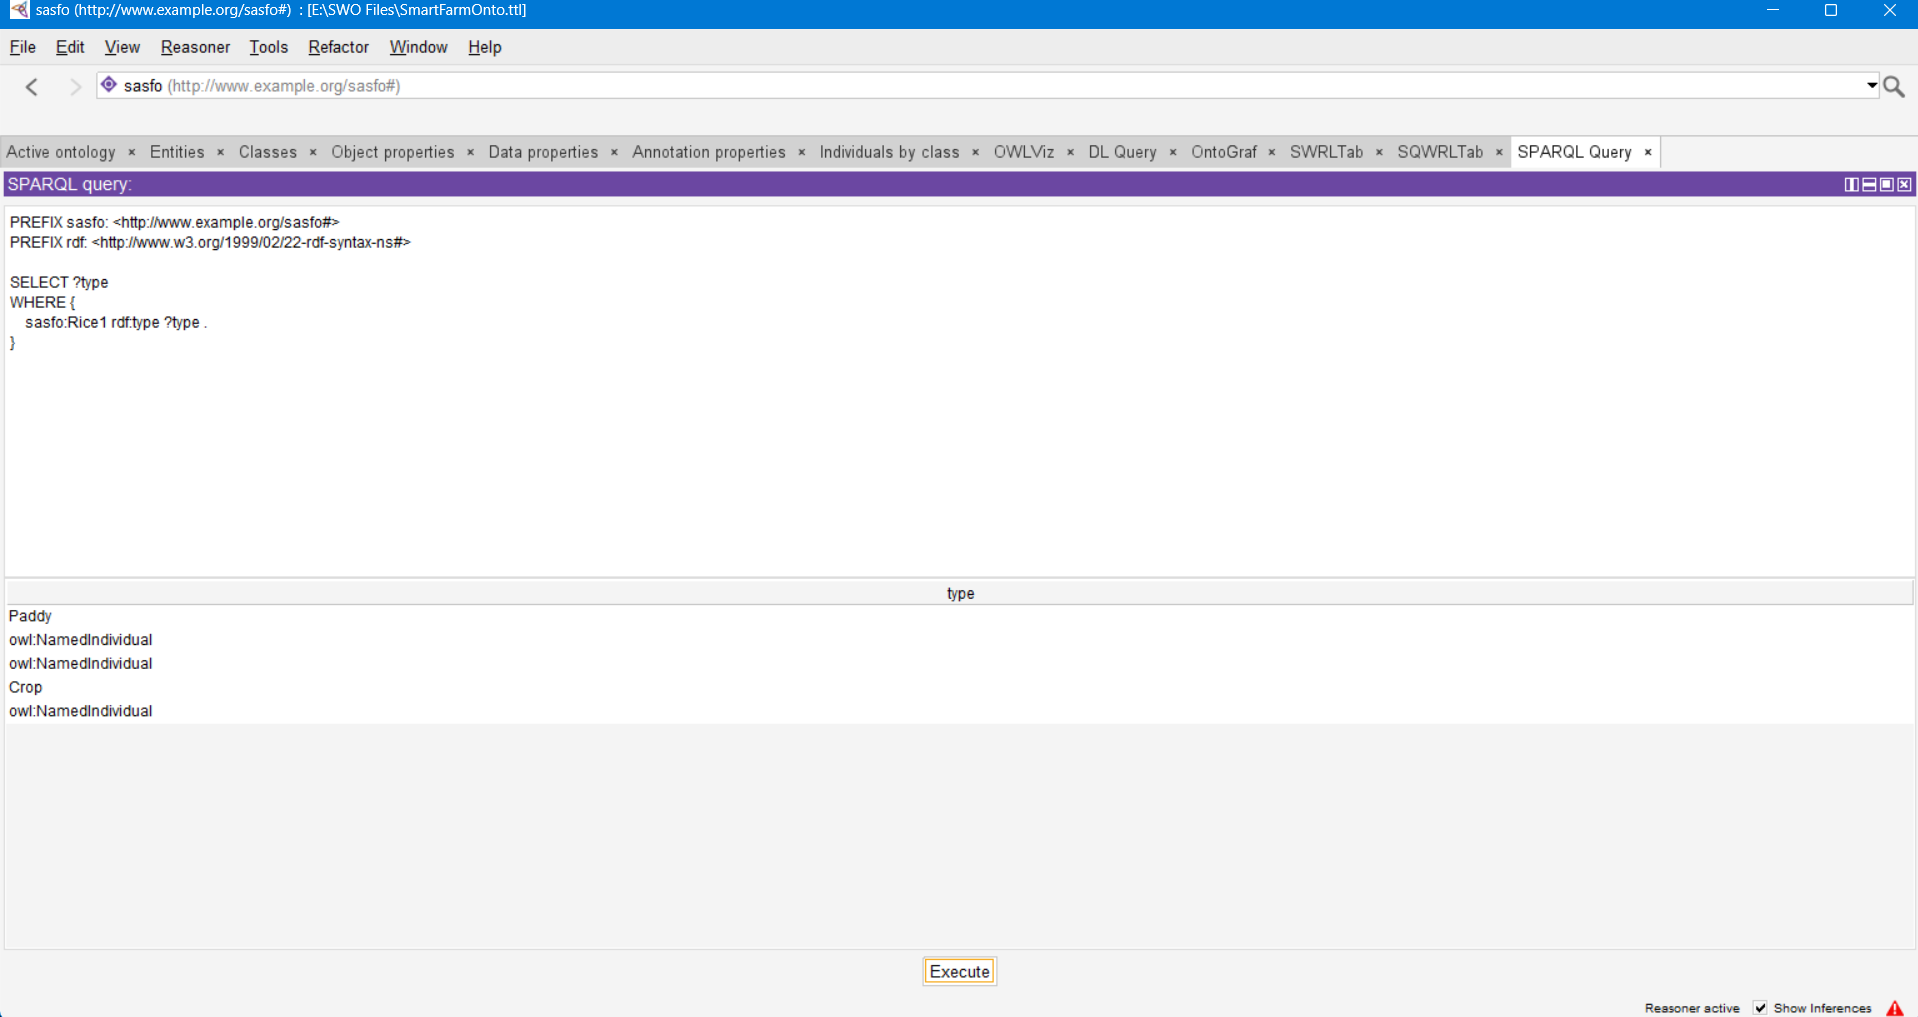 sasfo (http://www.example.org/sasfo#) : [E:\SWO Files\SmartFarmOnto.ttl]
File Edit View Reasoner Tools Refactor Window Help
sasfo (http://www.example.org/sasfo#)
Active ontology × Entities × Classes × Object properties × Data properties × Annotation properties × Individuals by class × OWLViz × DL Query × OntoGraf × SWRLTab × SQWRLTab × SPARQL Query ×
SPARQL query:
PREFIX sasfo: <http://www.example.org/sasfo#>
PREFIX rdf: <http://www.w3.org/1999/02/22-rdf-syntax-ns#>
SELECT ?type
WHERE {
sasfo:Rice1 rdf:type ?type .
}
type
Paddy
owl:NamedIndividual
owl:NamedIndividual
Crop
owl:NamedIndividual
Execute
Reasoner active Show Inferences